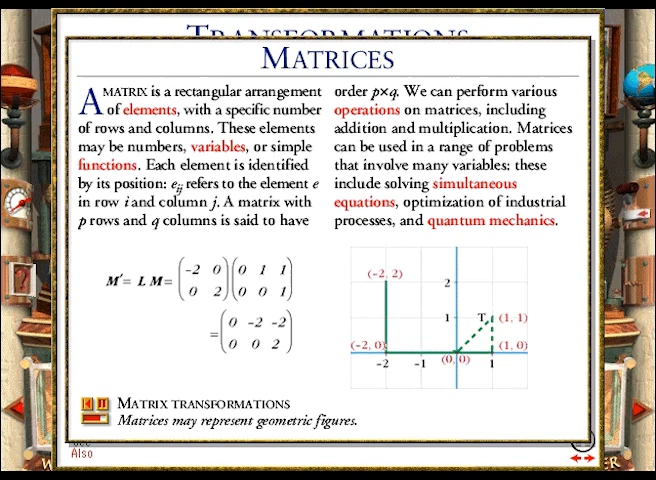 TRANSFORMATIONS
MATRICES
A MATRIX is a rectangular arrangement
of elements, with a specific number
of rows and columns. These elements
may be numbers, variables, or simple
functions. Each element is identified
by its position: eij refers to the element e
in row i and column j. A matrix with
p rows and q columns is said to have
order p×q. We can perform various
operations on matrices, including
addition and multiplication. Matrices
can be used in a range of problems
that involve many variables: these
include solving simultaneous
equations, optimization of industrial
processes, and quantum mechanics.
M'= L M= (-2 0) (0 1 1)
(0 2) (0 0 1)
= (0 -2 -2)
(0 0 2)
(-2, 2)
2
1 T (1, 1)
(-2, 0) (0, 0) (1, 0)
-2 -1 1
MATRIX TRANSFORMATIONS
Matrices may represent geometric figures.
Also